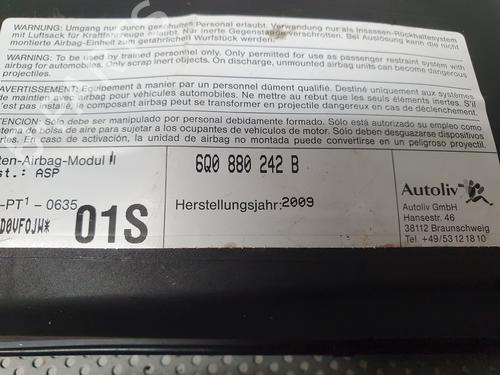 WARNUNG: Umgang nur durch geschultes Personal erlaubt. Verwendung nur als Insassen-Rückhaltesystem
mit Luftsack für Kraftfahrzeuge erlaubt. Nur inerte Gegenstände verschrotten. Bei Auslösung kann die nicht
montierte Airbag-Einheit zum gefährlichen Wurfstück werden.
WARNING: To be used by trained personnel only. Only permitted for use as passenger restraint system with
airbag for automobiles. Only scrap inert objects. On discharge, unmounted airbag units can become dangerous
projectiles.
AVERTISSEMENT: Equipement à manier par un personnel dûment qualifié. Destiné uniquement aux systèmes
de maintien avec airbag pour véhicules automobiles. Ne mettre au rebut que les seuls éléments inertes. S'il
n'est pas installé, le composant airbag peut se transformer en projectile dangereux en cas de déclenchement.
ATENCION: Sólo debe ser manipulado por personal debidamente formado. Sólo está autorizado su empleo como
sistema de bolsa de aire para sujetar a los ocupantes de vehículos de motor. Sólo deben desguazarse dispositivos
inertes. En caso de activación, la unidad de airbag no montada puede convertirse en un proyectil peligroso
ten-Airbag-Modul II
st.: ASP
6Q0 880 242 B
-PT1 - 0635
D0VFOJW*
01S
Herstellungsjahr: 2009
Autoliv
Autoliv GmbH
Hansestr. 46
38112 Braunschweig
Tel. +49/53121810